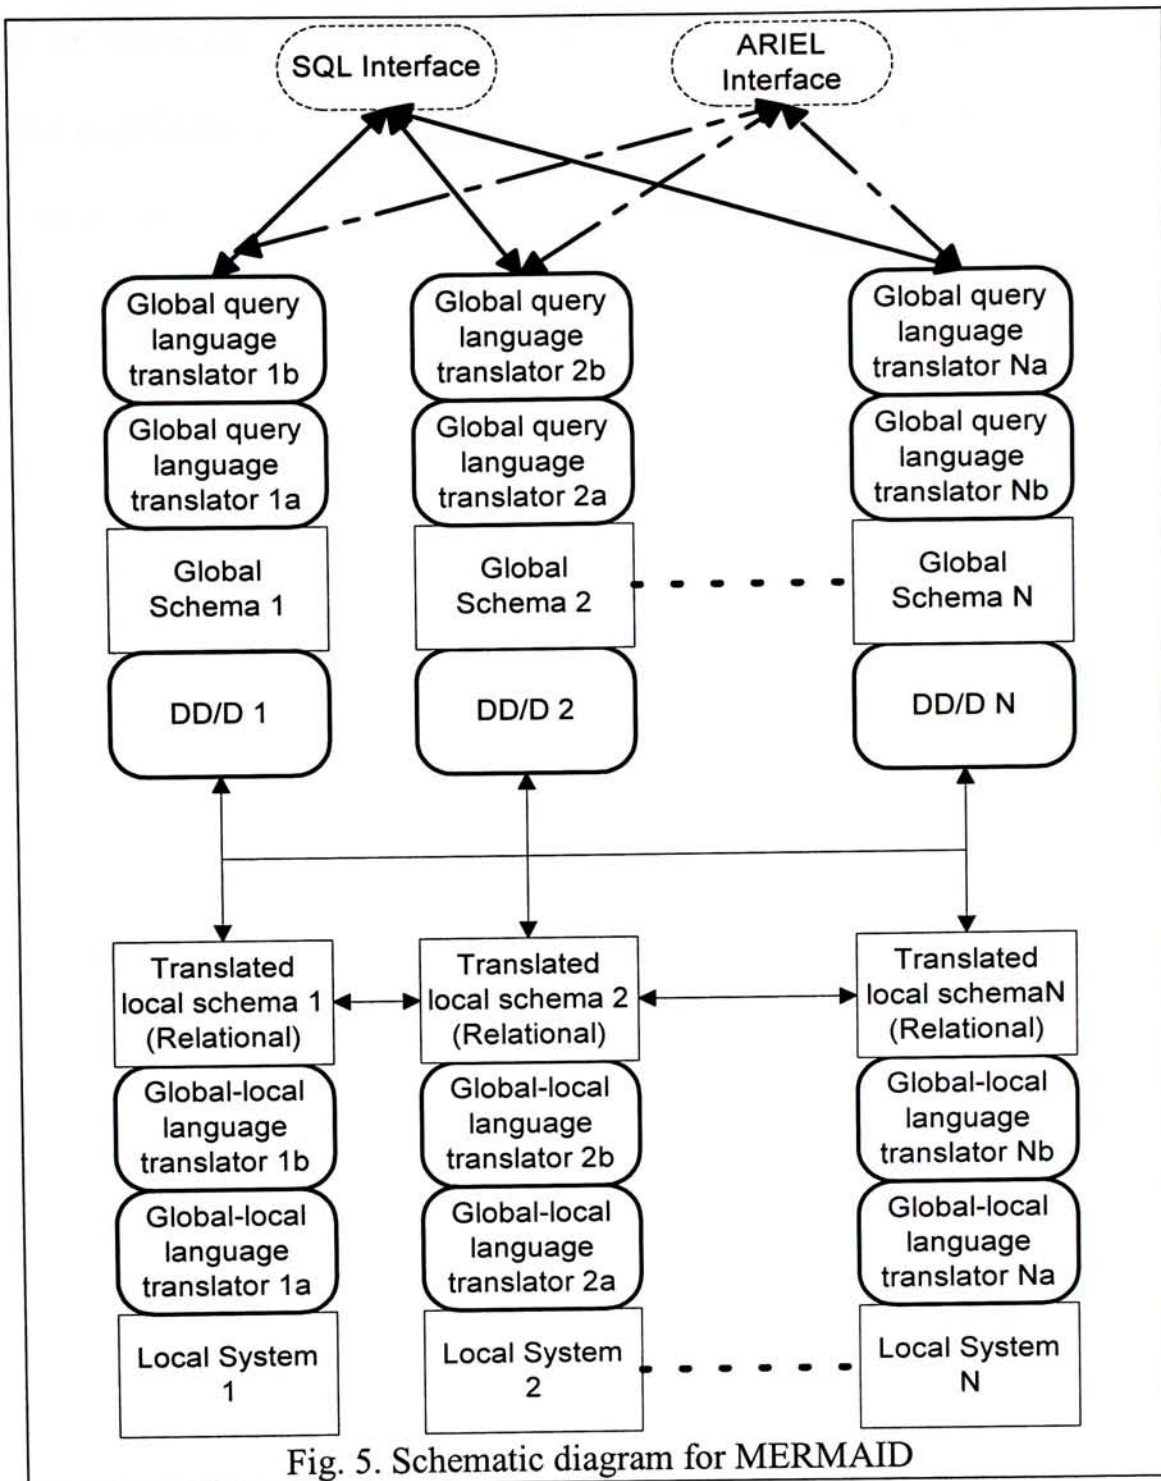 SQL Interface
ARIEL
Interface
Global query
language
translator 1b
Global query
language
translator 2b
Global query
language
translator Na
Global query
language
translator 1a
Global query
language
translator 2a
Global query
language
translator Nb
Global
Schema 1
Global
Schema 2
Global
Schema N
DD/D 1
DD/D 2
DD/D N
Translated
local schema 1
(Relational)
Translated
local schema 2
(Relational)
Translated
local schemaN
(Relational)
Global-local
language
translator 1b
Global-local
language
translator 2b
Global-local
language
translator Nb
Global-local
language
translator 1a
Global-local
language
translator 2a
Global-local
language
translator Na
Local System
1
Local System
2
Local System
N
Fig. 5. Schematic diagram for MERMAID